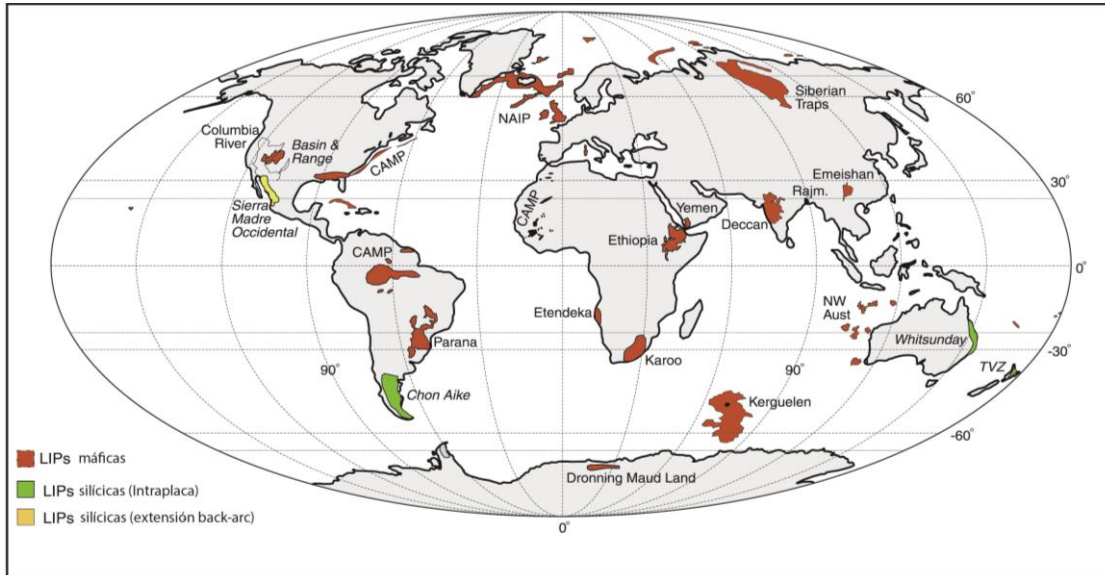 Siberian
Traps
60°
NAIP
Columbia
River
Basin &
Range
CAMP
Emeishan
30°
Rajm.
Sierra
Madre
Occidental
CAMP
Yemen
Deccan
Ethiopia
CAMP
0°
NW
Aust
Etendeka
Whitsunday
Parana
Karoo
-30°
TVZ
90°
90°
Chon Aike
Kerguelen
-60°
LIPs máficas
Dronning Maud Land
LIPs silícicas (Intraplaca)
LIPs silícicas (extensión back-arc)
0°